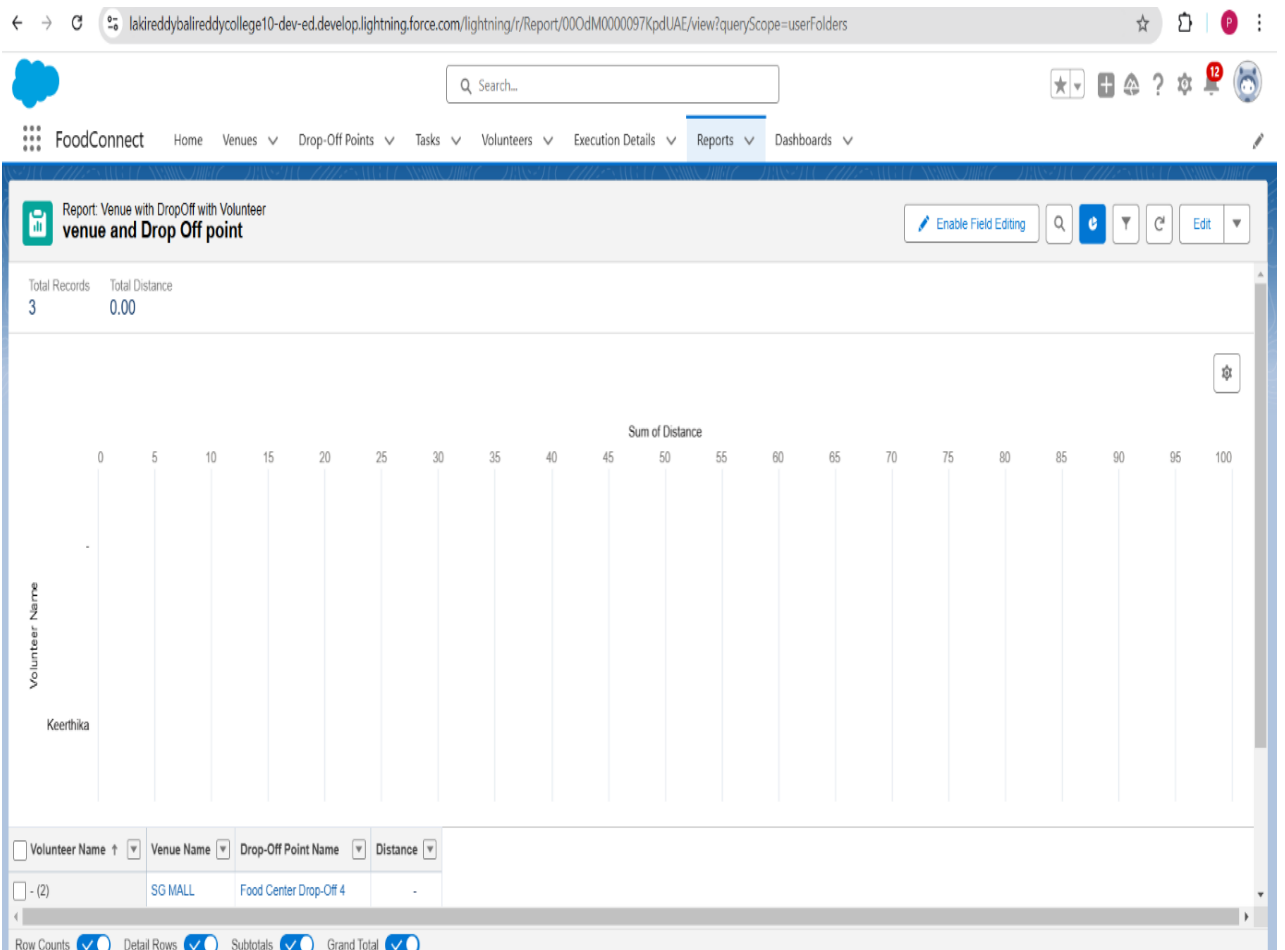 lakireddybalireddycollege10-dev-ed.develop.lightning.force.com/lightning/r/Report/00OdM0000097KpdUAE/view?queryScope=userFolders
P
Search...
12
FoodConnect Home Venues Drop-Off Points Tasks Volunteers Execution Details Reports Dashboards
Report: Venue with DropOff with Volunteer
venue and Drop Off point
Enable Field Editing Edit
Total Records Total Distance
3 0.00
Sum of Distance
0 5 10 15 20 25 30 35 40 45 50 55 60 65 70 75 80 85 90 95 100
-
Volunteer Name
Keerthika
Volunteer Name ↑ Venue Name Drop-Off Point Name Distance
- (2) SG MALL Food Center Drop-Off 4 -
Row Counts Detail Rows Subtotals Grand Total